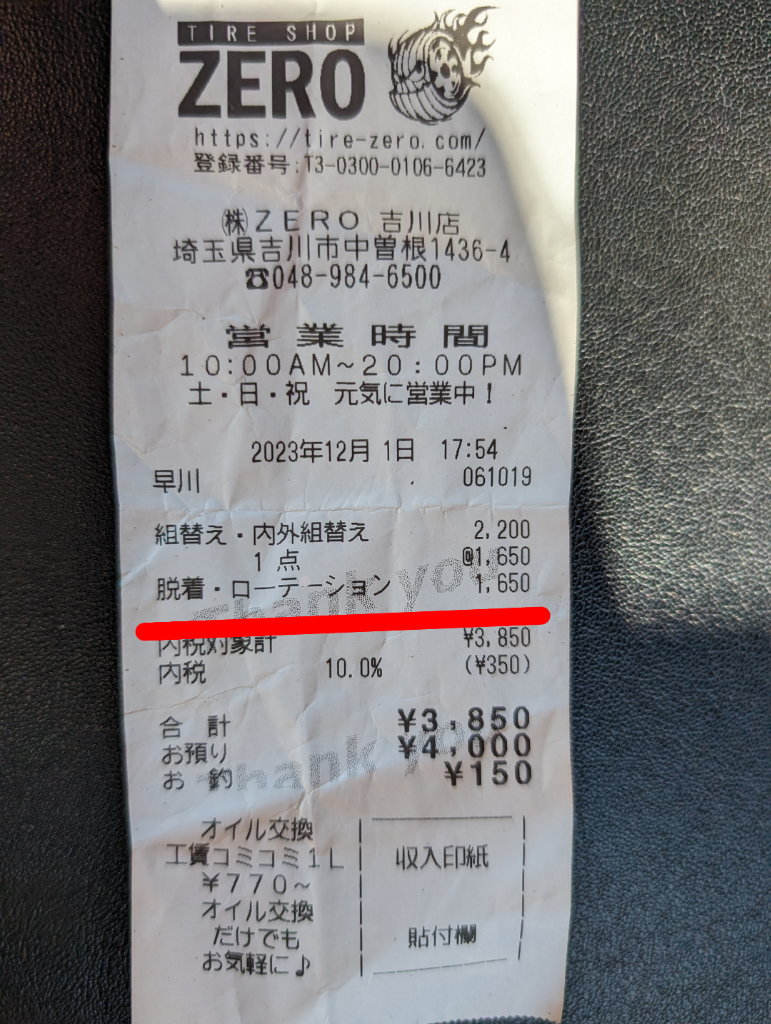 TIRE SHOP
ZERO
https://tire-zero.com/
登録番号:T3-0300-0106-6423
㈱ZERO 吉川店
埼玉県吉川市中曽根1436-4
☎048-984-6500
営業時間
10:00AM~20:00PM
土・日・祝 元気に営業中!
2023年12月 1日 17:54
早川 061019
組替え・内外組替え 2,200
1 点 @1,650
脱着・ローテーション 1,650
Thank you
内税対象計 ¥3,850
内税 10.0% (¥350)
合 計 ¥3,850
お預り ¥4,000
お 釣 ¥150
Thank you
オイル交換
工賃コミコミ1L
¥770~
オイル交換
だけでも
お気軽に♪
収入印紙
貼付欄